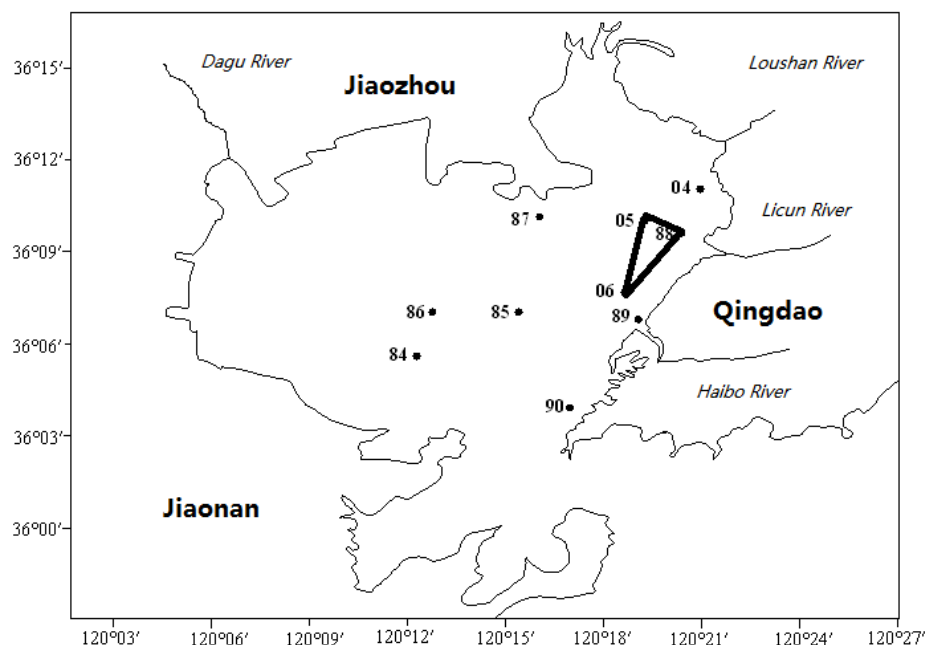 36°15′
Dagu River
Jiaozhou
Loushan River
36°12′
04
87
05
Licun River
88
36°09′
06
86
85
89
Qingdao
36°06′
84
Haibo River
90
36°03′
Jiaonan
36°00′
120°03′ 120°06′ 120°09′ 120°12′ 120°15′ 120°18′ 120°21′ 120°24′ 120°27′